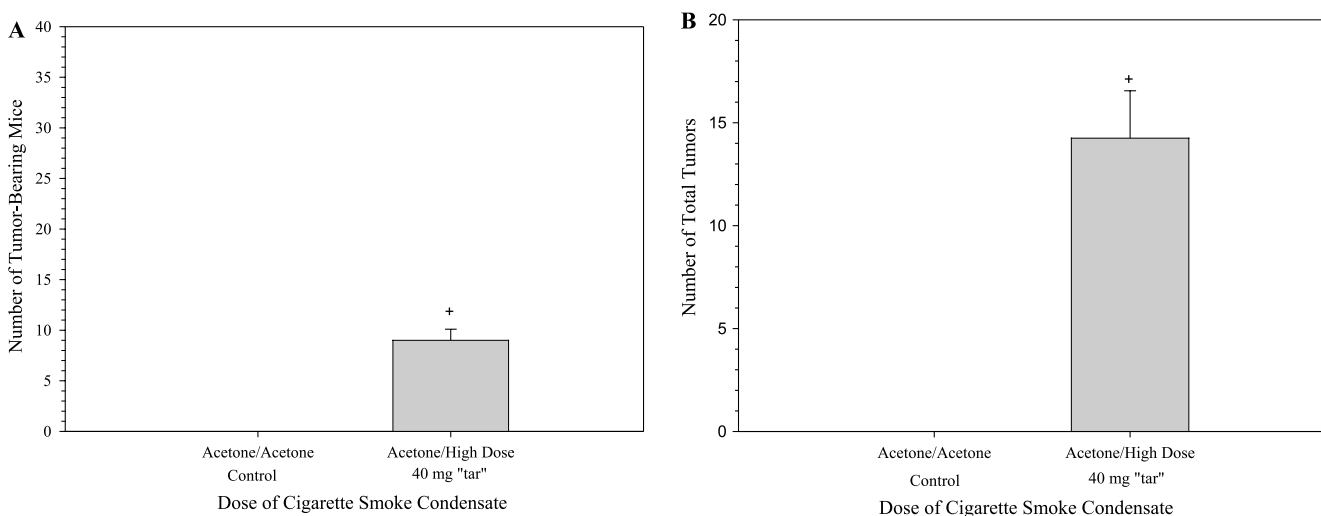 A
Number of Tumor-Bearing Mice
40
35
30
25
20
15
10
5
0
+
Acetone/Acetone
Control
Acetone/High Dose
40 mg "tar"
Dose of Cigarette Smoke Condensate
B
Number of Total Tumors
20
15
10
5
0
+
Acetone/Acetone
Control
Acetone/High Dose
40 mg "tar"
Dose of Cigarette Smoke Condensate